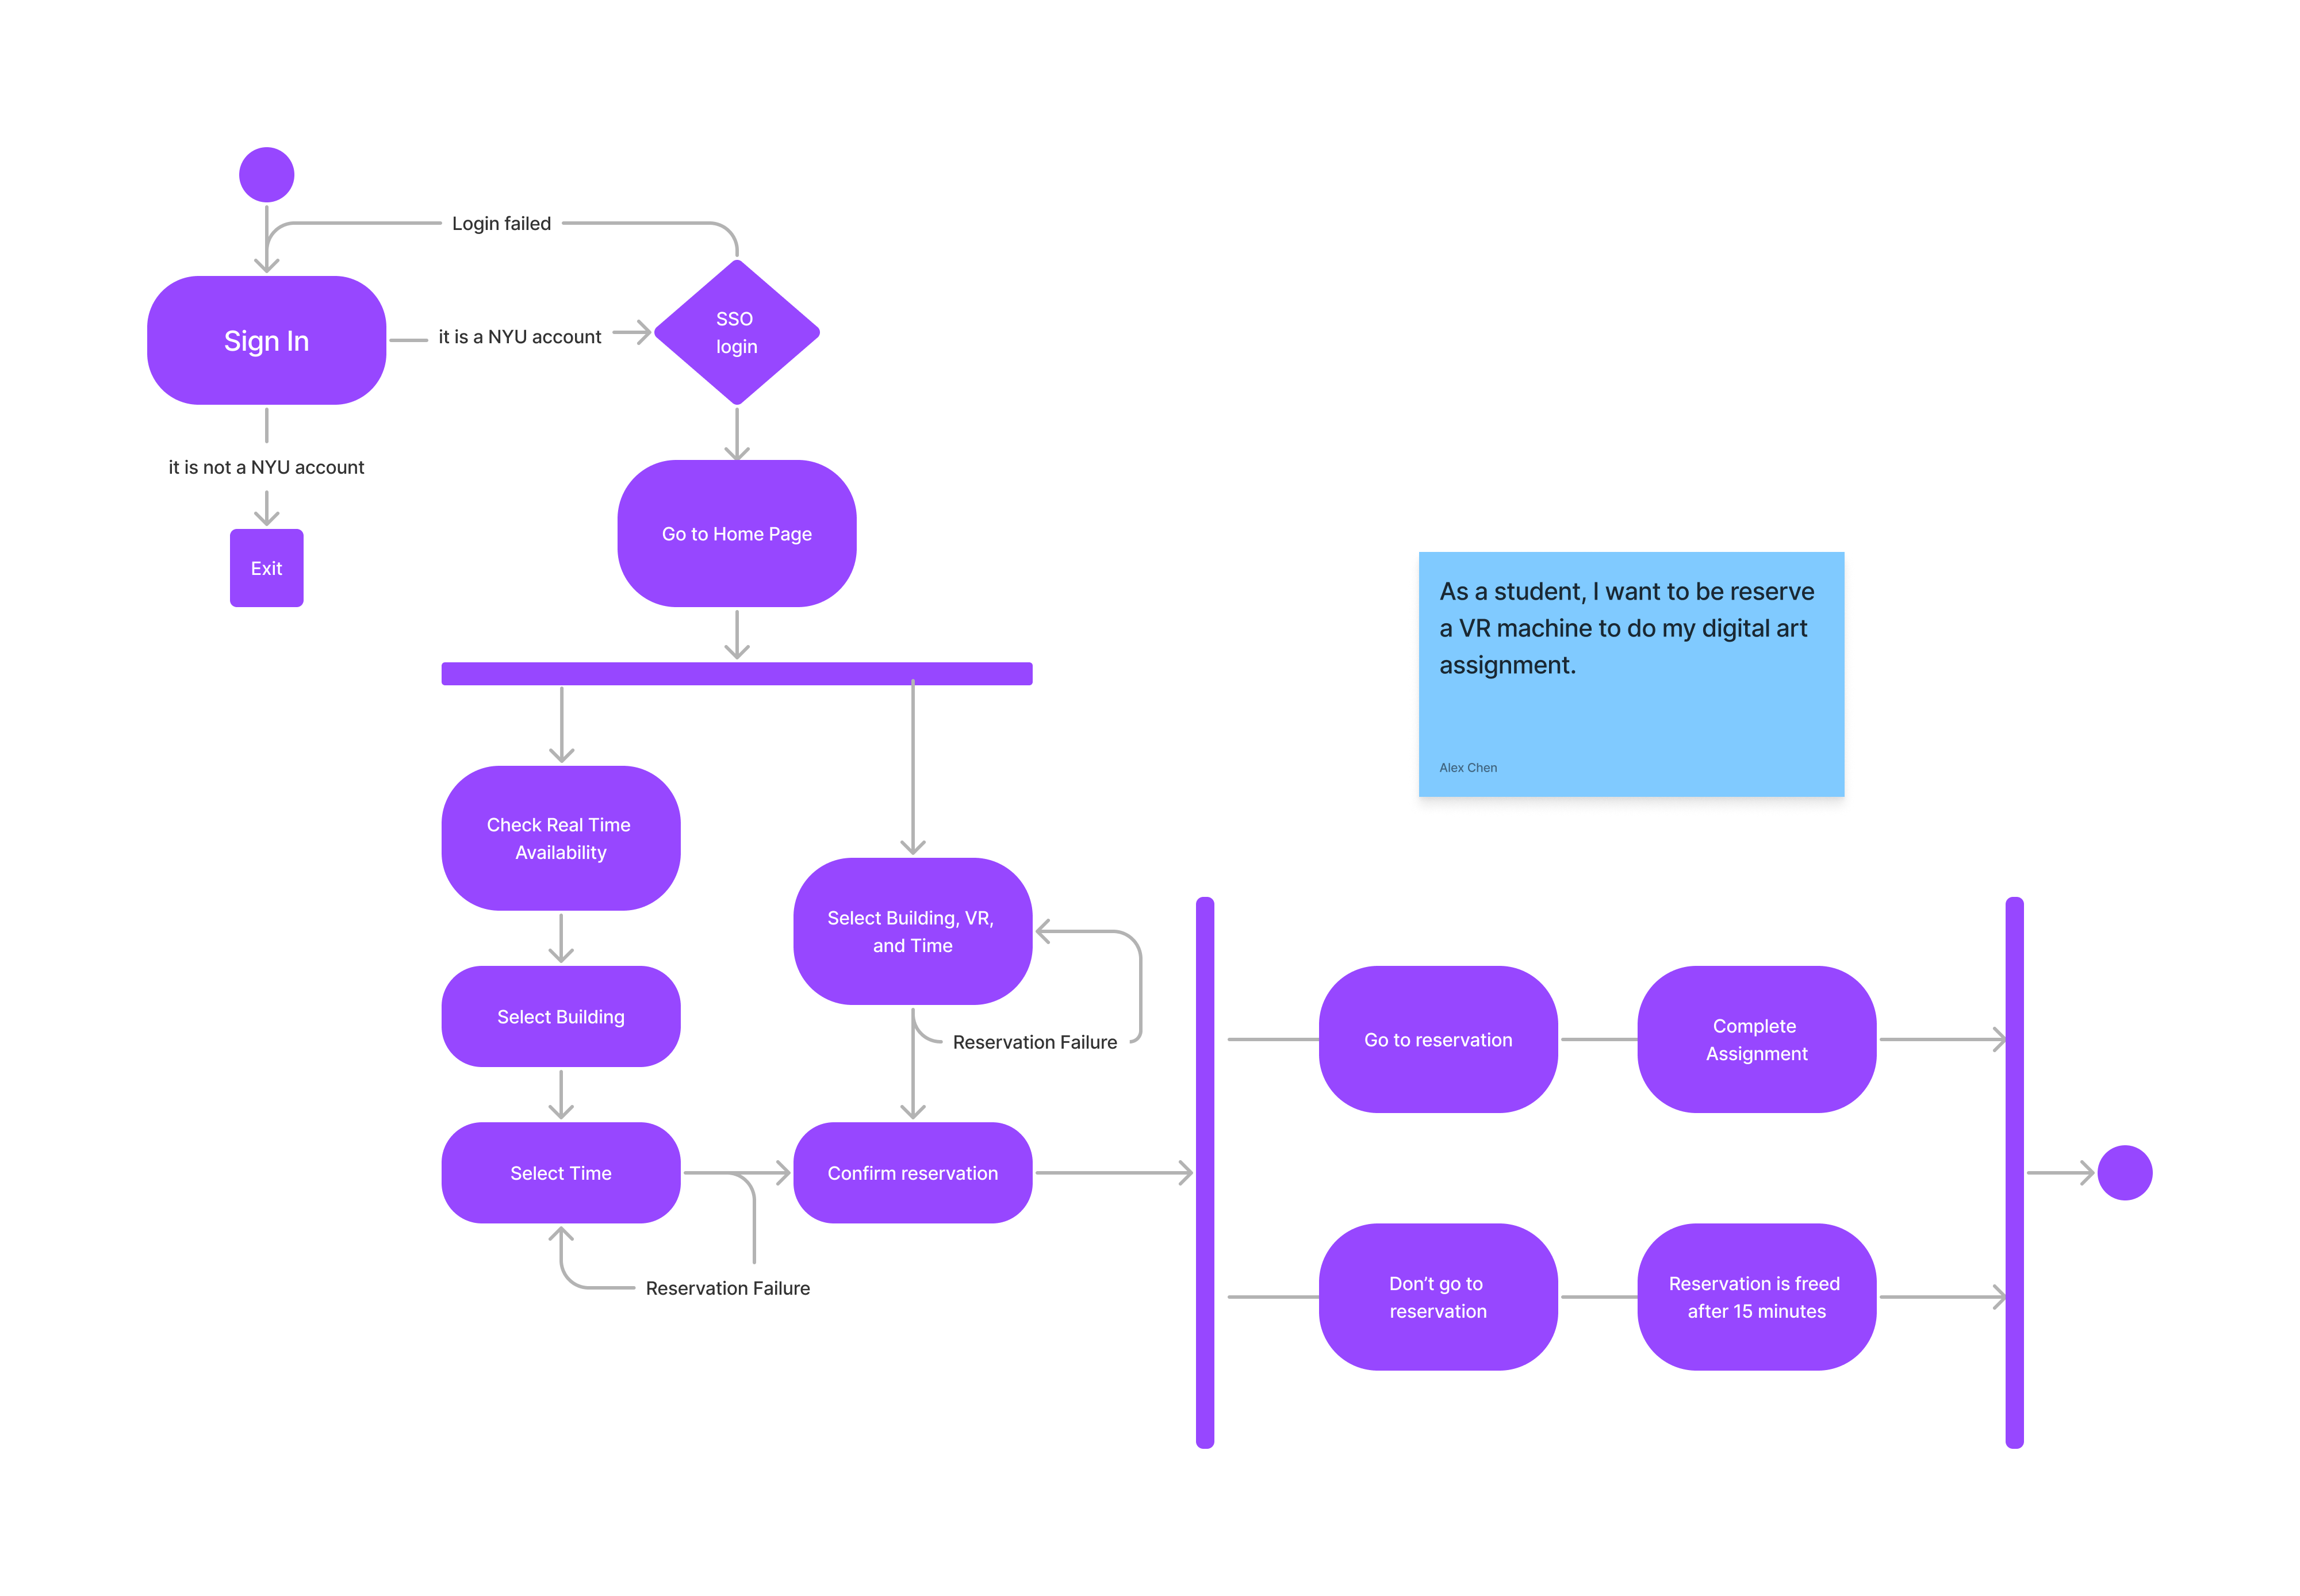 Login failed
Sign In
it is a NYU account
SSO
login
it is not a NYU account
Exit
Go to Home Page
As a student, I want to be reserve
a VR machine to do my digital art
assignment.
Alex Chen
Check Real Time
Availability
Select Building, VR,
and Time
Select Building
Reservation Failure
Select Time
Confirm reservation
Reservation Failure
Go to reservation
Complete
Assignment
Don’t go to
reservation
Reservation is freed
after 15 minutes